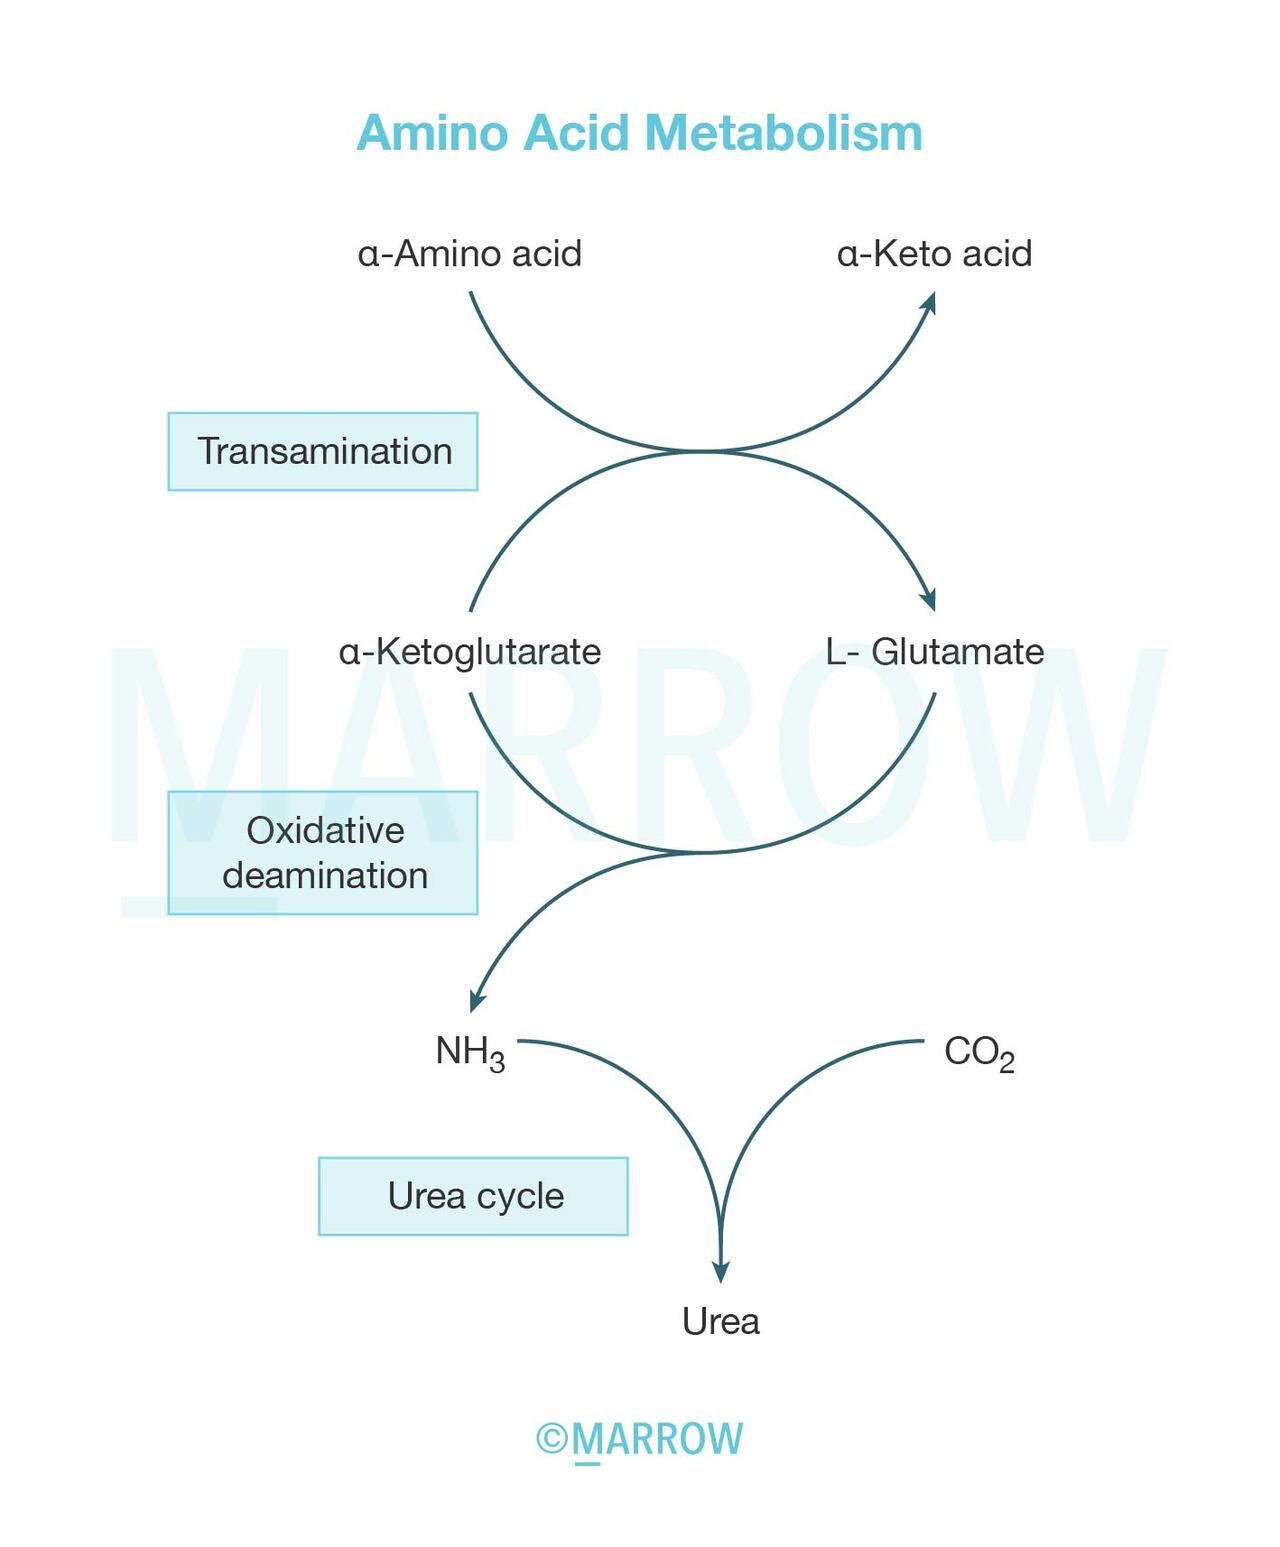 Amino Acid Metabolism
α-Amino acid
α-Keto acid
Transamination
α-Ketoglutarate
L- Glutamate
MARROW
Oxidative
deamination
NH₃
CO₂
Urea cycle
Urea
©MARROW